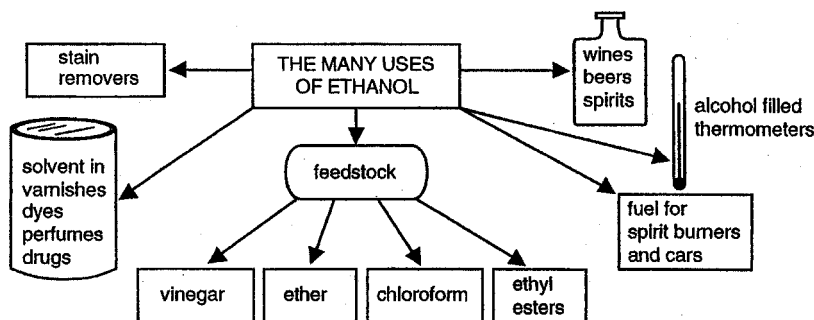 THE MANY USES
OF ETHANOL
stain
removers
wines
beers
spirits
alcohol filled
thermometers
solvent in
varnishes
dyes
perfumes
drugs
feedstock
fuel for
spirit burners
and cars
vinegar
ether
chloroform
ethyl
esters